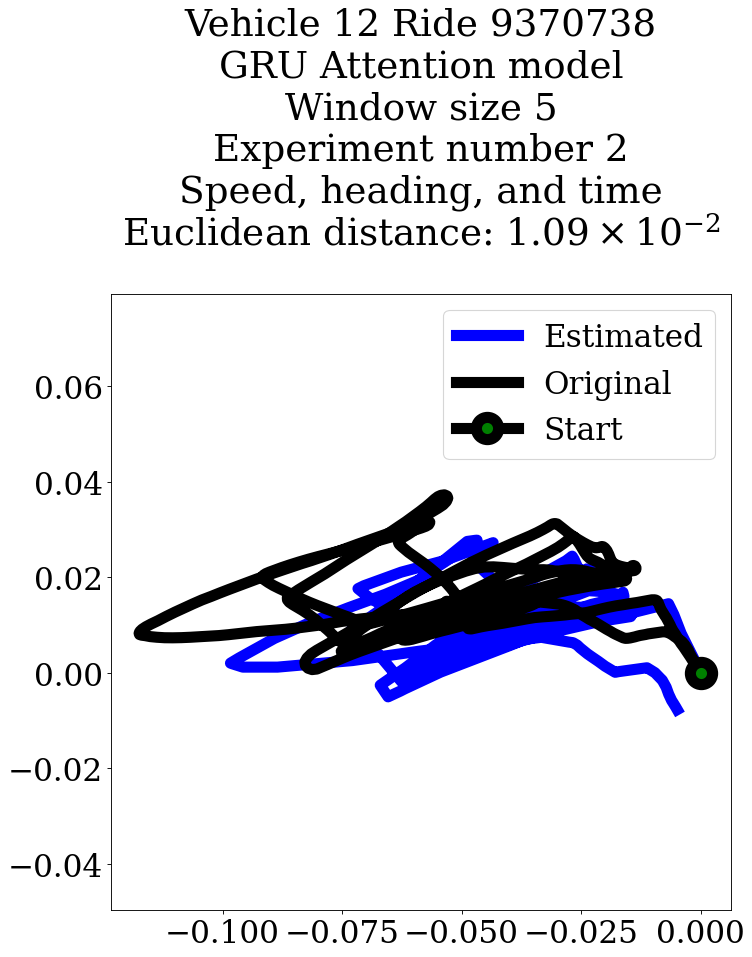 Vehicle 12 Ride 9370738
GRU Attention model
Window size 5
Experiment number 2
Speed, heading, and time
Euclidean distance: 1.09 × 10⁻²
Estimated
Original
Start
0.06
0.04
0.02
0.00
−0.02
−0.04
−0.100 −0.075 −0.050 −0.025 0.000